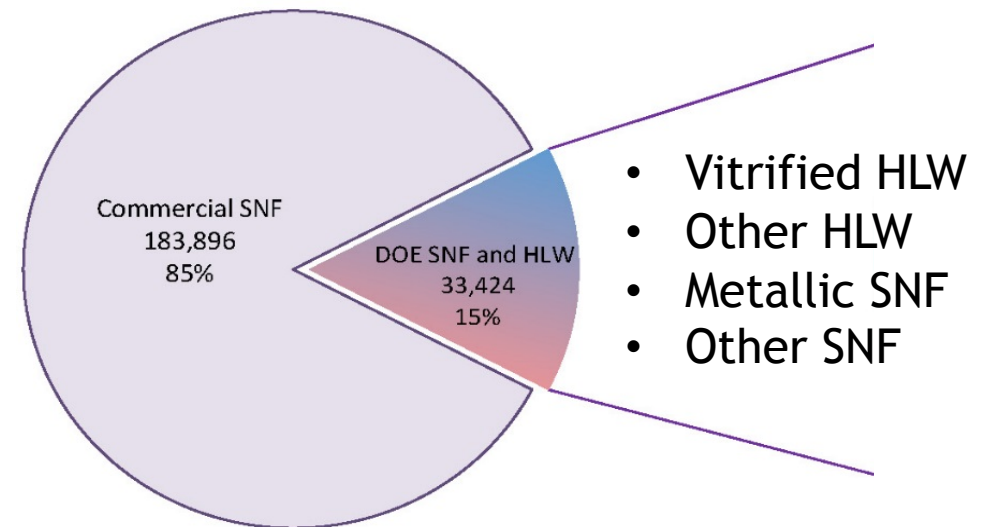 Commercial SNF
183,896
85%
DOE SNF and HLW
33,424
15%
• Vitrified HLW
• Other HLW
• Metallic SNF
• Other SNF